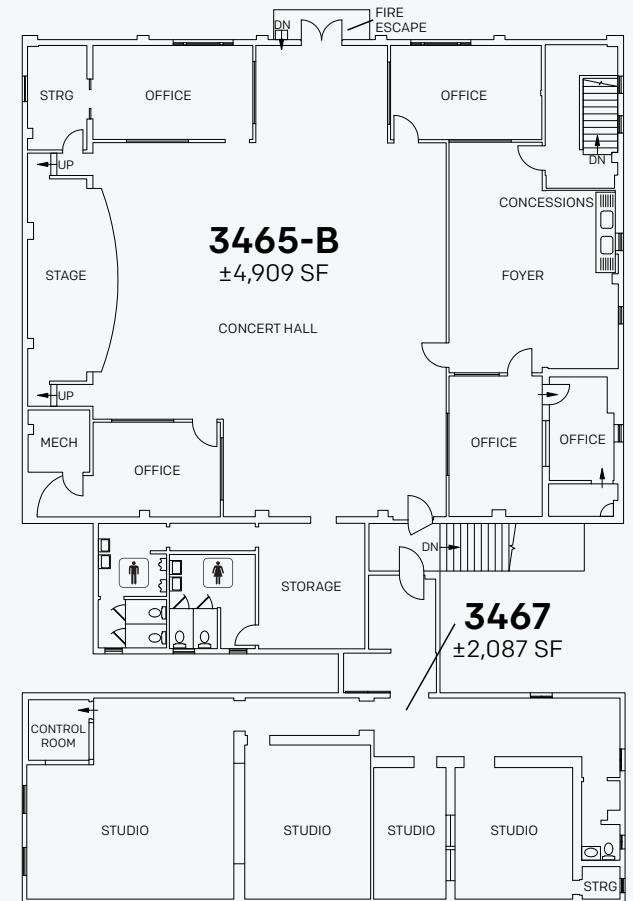 FIRE
ESCAPE
DN
STRG
OFFICE
OFFICE
UP
DN
CONCESSIONS
3465-B
±4,909 SF
STAGE
FOYER
CONCERT HALL
UP
MECH
OFFICE
OFFICE
OFFICE
DN
STORAGE
3467
±2,087 SF
CONTROL
ROOM
STUDIO
STUDIO
STUDIO
STUDIO
STRG